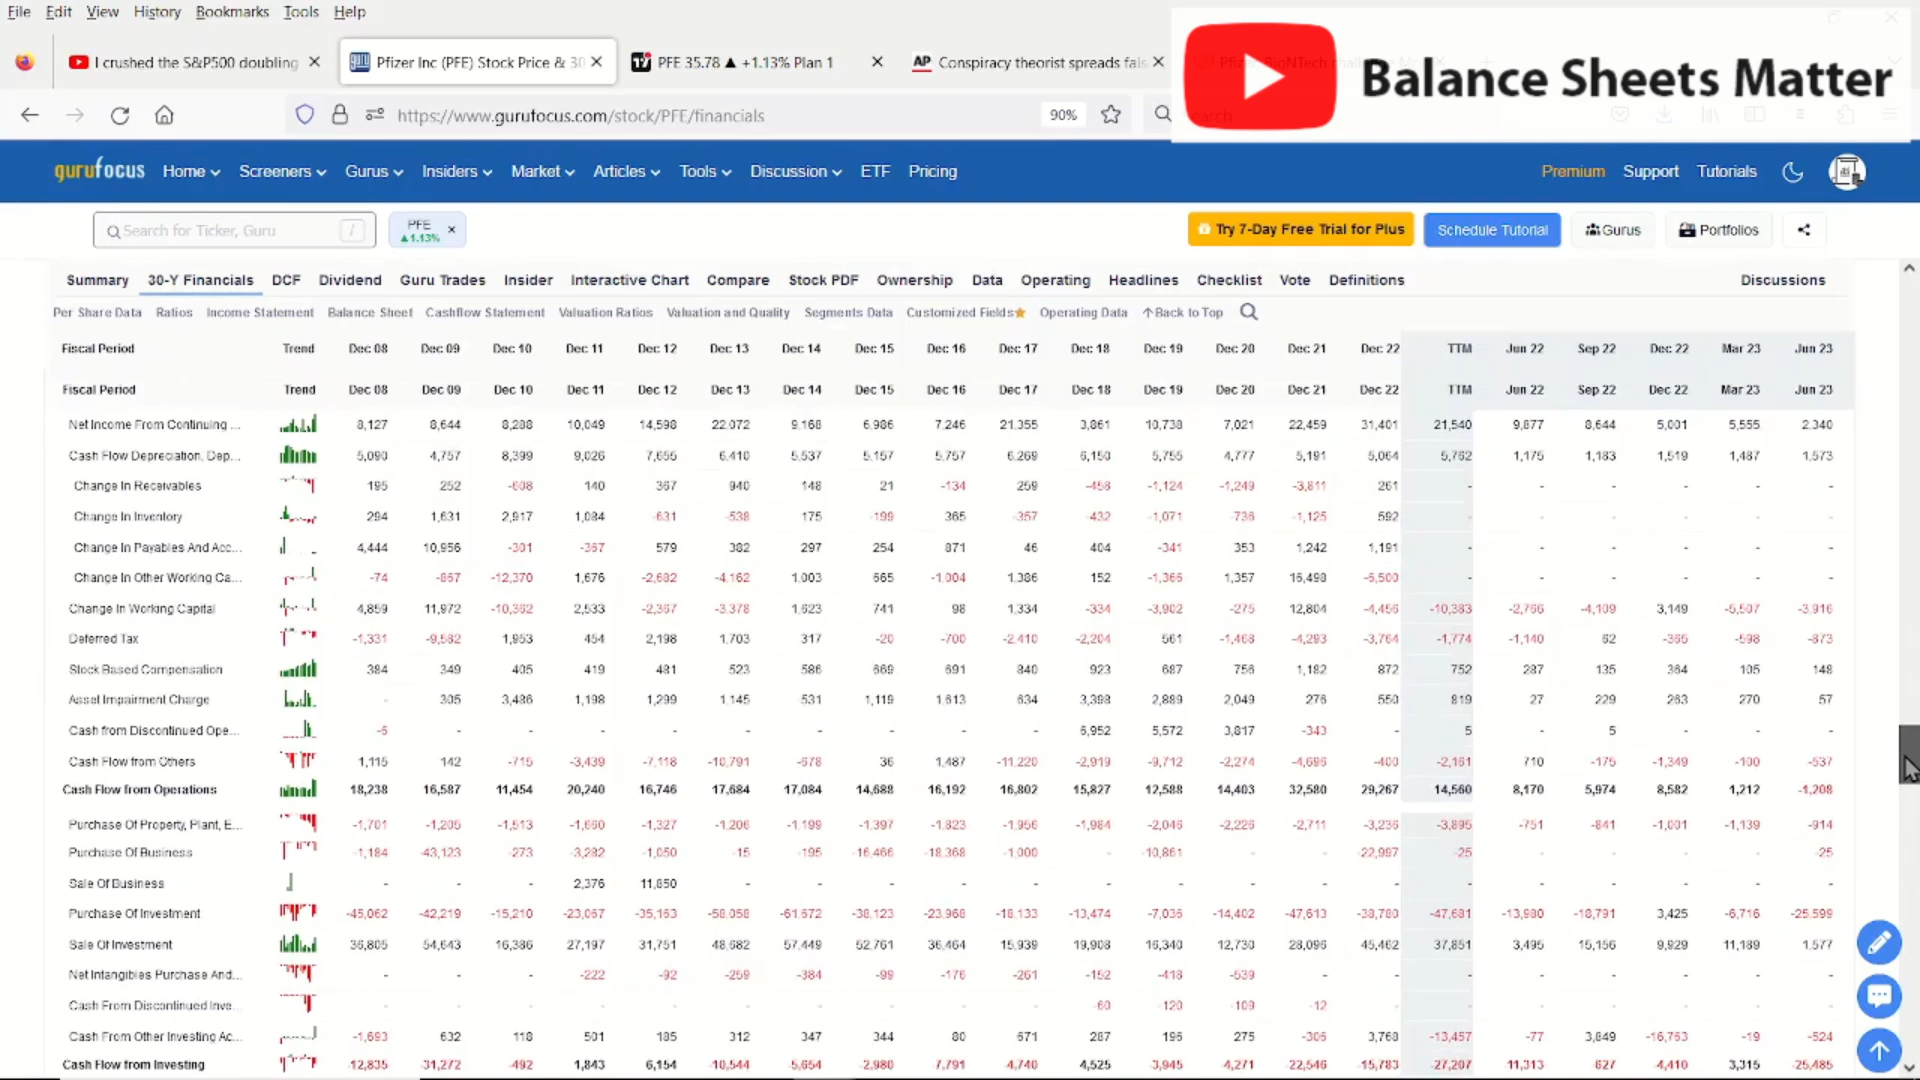 File Edit View History Bookmarks Tools Help
I crushed the S&P500 doubling
Pfizer Inc (PFE) Stock Price & 30
PFE 35.78 ▲ +1.13% Plan 1
AP Conspiracy theorist spreads fals
Balance Sheets Matter
https://www.gurufocus.com/stock/PFE/financials
90%
gurufocus Home Screeners Gurus Insiders Market Articles Tools Discussion ETF Pricing Premium Support Tutorials
Search for Ticker, Guru /
PFE
▲1.13%
Try 7-Day Free Trial for Plus Schedule Tutorial Gurus Portfolios
Summary 30-Y Financials DCF Dividend Guru Trades Insider Interactive Chart Compare Stock PDF Ownership Data Operating Headlines Checklist Vote Definitions Discussions
Per Share Data Ratios Income Statement Balance Sheet Cashflow Statement Valuation Ratios Valuation and Quality Segments Data Customized Fields Operating Data Back to Top
Fiscal Period Trend Dec 08 Dec 09 Dec 10 Dec 11 Dec 12 Dec 13 Dec 14 Dec 15 Dec 16 Dec 17 Dec 18 Dec 19 Dec 20 Dec 21 Dec 22 TTM Jun 22 Sep 22 Dec 22 Mar 23 Jun 23
Fiscal Period Trend Dec 08 Dec 09 Dec 10 Dec 11 Dec 12 Dec 13 Dec 14 Dec 15 Dec 16 Dec 17 Dec 18 Dec 19 Dec 20 Dec 21 Dec 22 TTM Jun 22 Sep 22 Dec 22 Mar 23 Jun 23
Net Income From Continuing ... 8,127 8,644 8,288 10,049 14,598 22,072 9,168 6,986 7,246 21,355 3,861 10,738 7,021 22,459 31,401 21,540 9,877 8,644 5,001 5,555 2,340
Cash Flow Depreciation, Dep... 5,090 4,757 8,399 9,026 7,655 6,410 5,537 5,157 5,757 6,269 6,150 5,755 4,777 5,191 5,064 5,762 1,175 1,183 1,519 1,487 1,573
Change In Receivables 195 252 -608 140 367 940 148 21 -134 259 -456 -1,124 -1,249 -3,811 261 - - - - - -
Change In Inventory 294 1,631 2,917 1,084 -631 -538 175 -199 365 -357 -432 -1,071 -736 -1,125 592 - - - - - -
Change In Payables And Acc... 4,444 10,956 -301 -367 579 382 297 254 871 46 404 -341 353 1,242 1,191 - - - - - -
Change In Other Working Ca... -74 -867 -12,370 1,676 -2,682 -4,162 1,003 665 -1,004 1,386 152 -1,366 1,357 16,498 -6,500 - - - - - -
Change In Working Capital 4,859 11,972 -10,362 2,533 -2,367 -3,378 1,623 741 98 1,334 -334 -3,902 -275 12,804 -4,456 -10,383 -2,766 -4,109 3,149 -5,507 -3,916
Deferred Tax -1,331 -9,582 1,953 454 2,198 1,703 317 -20 -700 -2,410 -2,204 561 -1,468 -4,293 -3,764 -1,774 -1,140 62 -365 -598 -873
Stock Based Compensation 384 349 405 419 481 523 586 669 691 840 923 687 756 1,182 872 752 287 135 364 105 148
Asset Impairment Charge - 305 3,486 1,198 1,299 1,145 531 1,119 1,613 634 3,398 2,889 2,049 276 550 819 27 229 263 270 57
Cash from Discontinued Ope... -5 - - - - - - - - - 6,952 5,572 3,817 -343 - 5 - 5 - - -
Cash Flow from Others 1,115 142 -715 -3,439 -7,118 -10,791 -678 36 1,487 -11,220 -2,919 -9,712 -2,274 -4,696 -400 -2,161 710 -175 -1,349 -100 -537
Cash Flow from Operations 18,238 16,587 11,454 20,240 16,746 17,684 17,084 14,688 16,192 16,802 15,827 12,588 14,403 32,580 29,267 14,560 8,170 5,974 8,582 1,212 -1,208
Purchase Of Property, Plant, E... -1,701 -1,205 -1,513 -1,660 -1,327 -1,206 -1,199 -1,397 -1,823 -1,956 -1,984 -2,046 -2,226 -2,711 -3,236 -3,895 -751 -841 -1,001 -1,139 -914
Purchase Of Business -1,184 -43,123 -273 -3,282 -1,050 -15 -195 -16,466 -18,368 -1,000 - -10,861 - - -22,997 -25 - - - - -25
Sale Of Business - - - 2,376 11,850 - - - - - - - - - - - - - - - -
Purchase Of Investment -45,062 -42,219 -15,210 -23,067 -35,163 -58,058 -61,672 -38,123 -23,968 -18,133 -13,474 -7,036 -14,402 -47,613 -38,780 -47,681 -13,980 -18,791 3,425 -6,716 -25,599
Sale Of Investment 36,805 54,643 16,386 27,197 31,751 48,682 57,449 52,761 36,464 15,939 19,908 16,340 12,730 28,096 45,462 37,851 3,495 15,156 9,929 11,189 1,577
Net Intangibles Purchase And... - - - -222 -92 -259 -384 -99 -176 -261 -152 -418 -539 - - - - - - - -
Cash From Discontinued Inve... - - - - - - - - - - -60 -120 -109 -12 - - - - - - -
Cash From Other Investing Ac... -1,693 632 118 501 185 312 347 344 80 671 287 196 275 -306 3,768 -13,457 -77 3,849 -16,763 -19 -524
Cash Flow from Investing -12,835 -31,272 -492 1,843 6,154 -10,544 -5,654 -2,980 -7,791 -4,740 4,525 -3,945 -4,271 -22,546 -15,783 -27,207 -11,313 -627 -4,410 3,315 -25,485